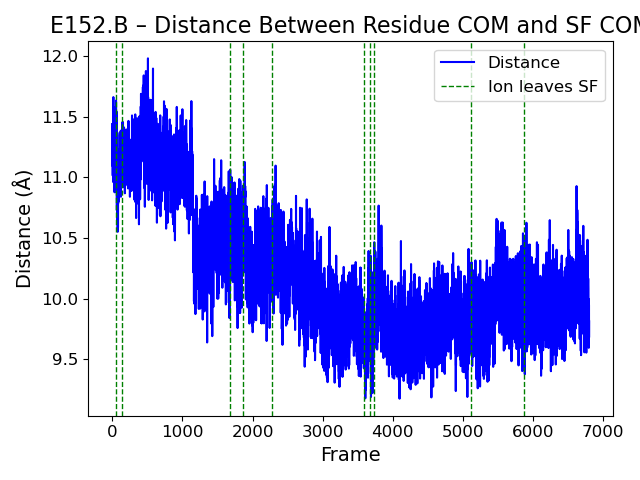 E152.B – Distance Between Residue COM and SF COM
Distance (Å)
12.0
11.5
11.0
10.5
10.0
9.5
Distance
Ion leaves SF
0 1000 2000 3000 4000 5000 6000 7000
Frame